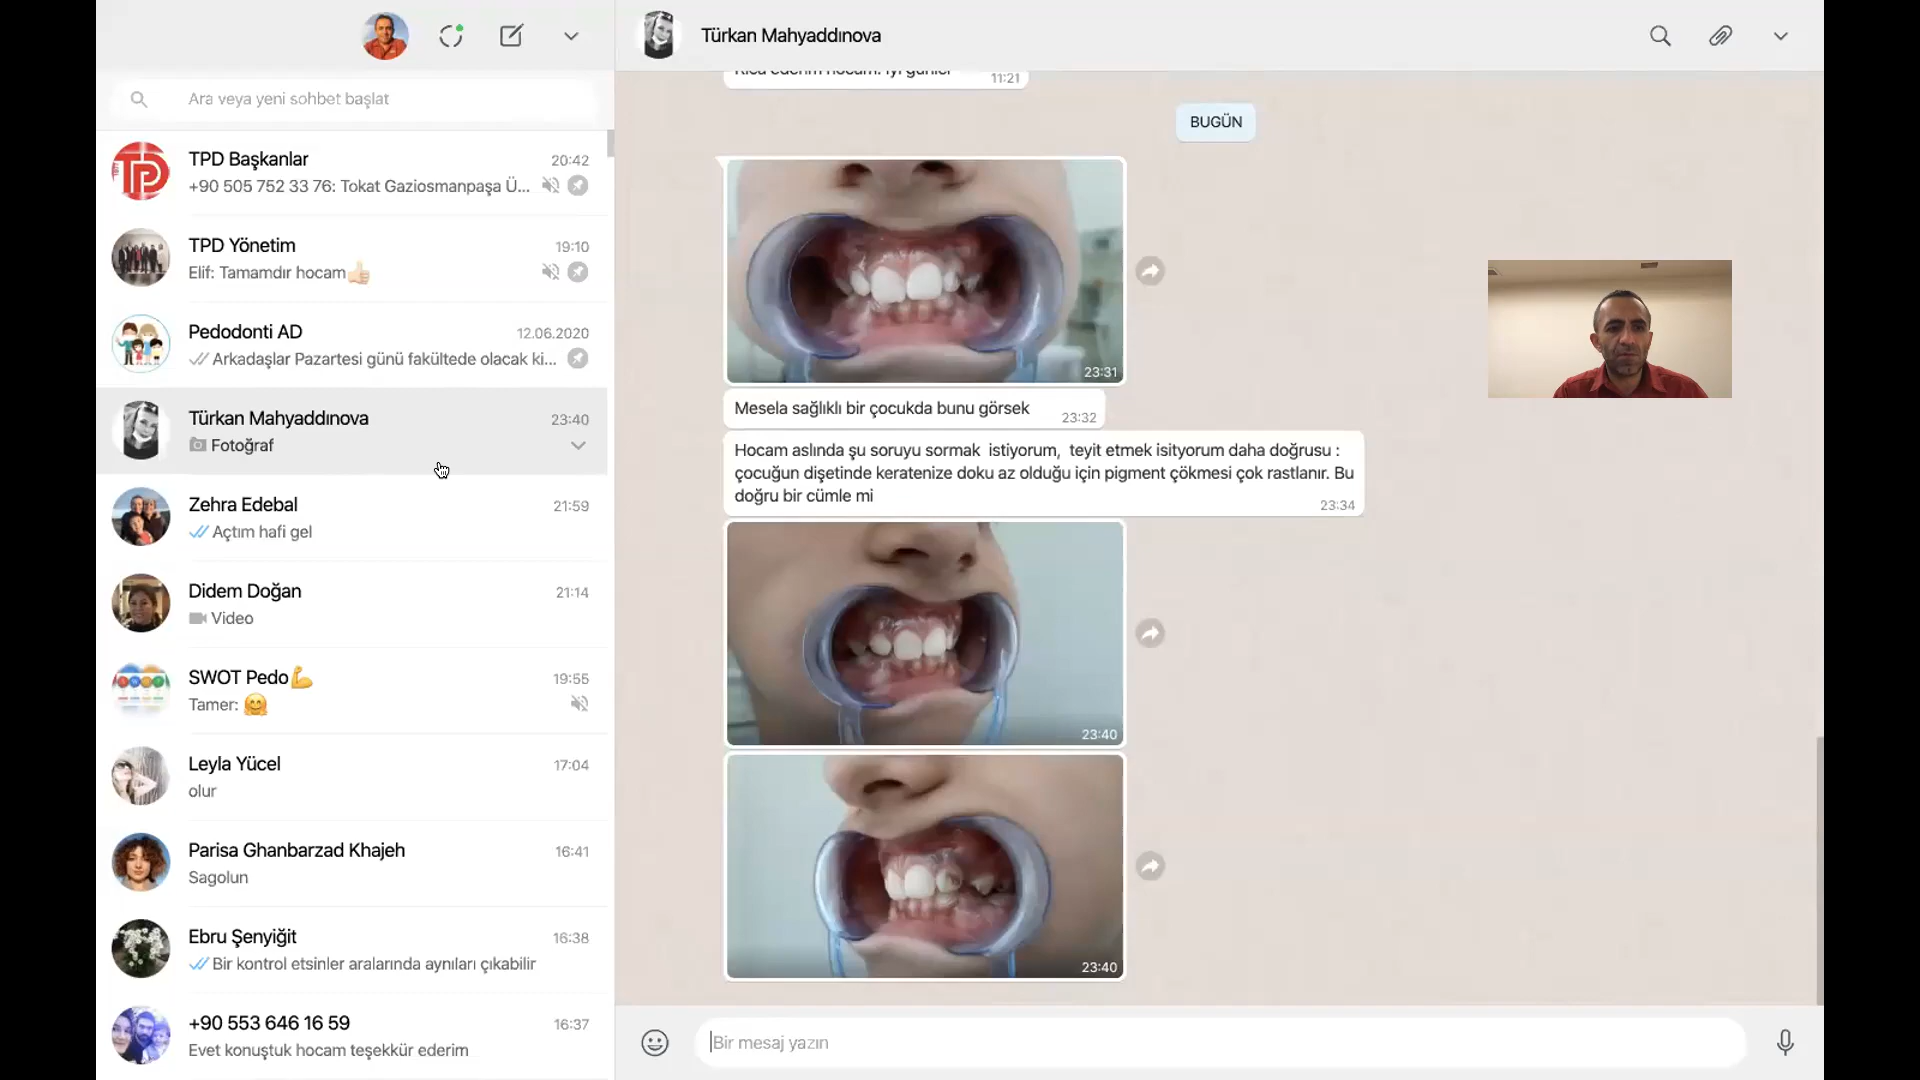 Ara veya yeni sohbet başlat
TPD Başkanlar
20:42
+90 505 752 33 76: Tokat Gaziosmanpaşa Ü...
TPD Yönetim
19:10
Elif: Tamamdır hocam👍🏻
Pedodonti AD
12.06.2020
Arkadaşlar Pazartesi günü fakültede olacak ki...
Türkan Mahyaddınova
23:40
Fotoğraf
Zehra Edebal
21:59
Açtım hafi gel
Didem Doğan
21:14
Video
SWOT Pedo💪
19:55
Tamer: 🤗
Leyla Yücel
17:04
olur
Parisa Ghanbarzad Khajeh
16:41
Sagolun
Ebru Şenyiğit
16:38
Bir kontrol etsinler aralarında aynıları çıkabilir
+90 553 646 16 59
16:37
Evet konuştuk hocam teşekkür ederim
Türkan Mahyaddınova
Rica ederim hocam. İyi günler
11:21
BUGÜN
23:31
Mesela sağlıklı bir çocukda bunu görsek
23:32
Hocam aslında şu soruyu sormak istiyorum, teyit etmek isityorum daha doğrusu :
çocuğun dişetinde keratenize doku az olduğu için pigment çökmesi çok rastlanır. Bu
doğru bir cümle mi
23:34
23:40
23:40
Bir mesaj yazın